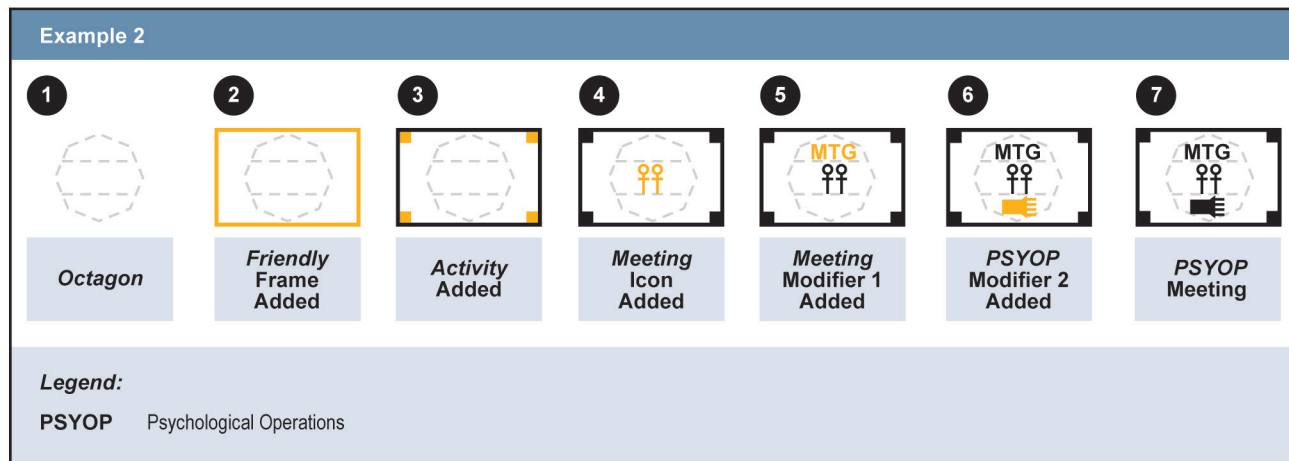 Example 2
1 2 3 4 5 6 7
MTG MTG MTG
Octagon
Friendly
Frame
Added
Activity
Added
Meeting
Icon
Added
Meeting
Modifier 1
Added
PSYOP
Modifier 2
Added
PSYOP
Meeting
Legend:
PSYOP Psychological Operations